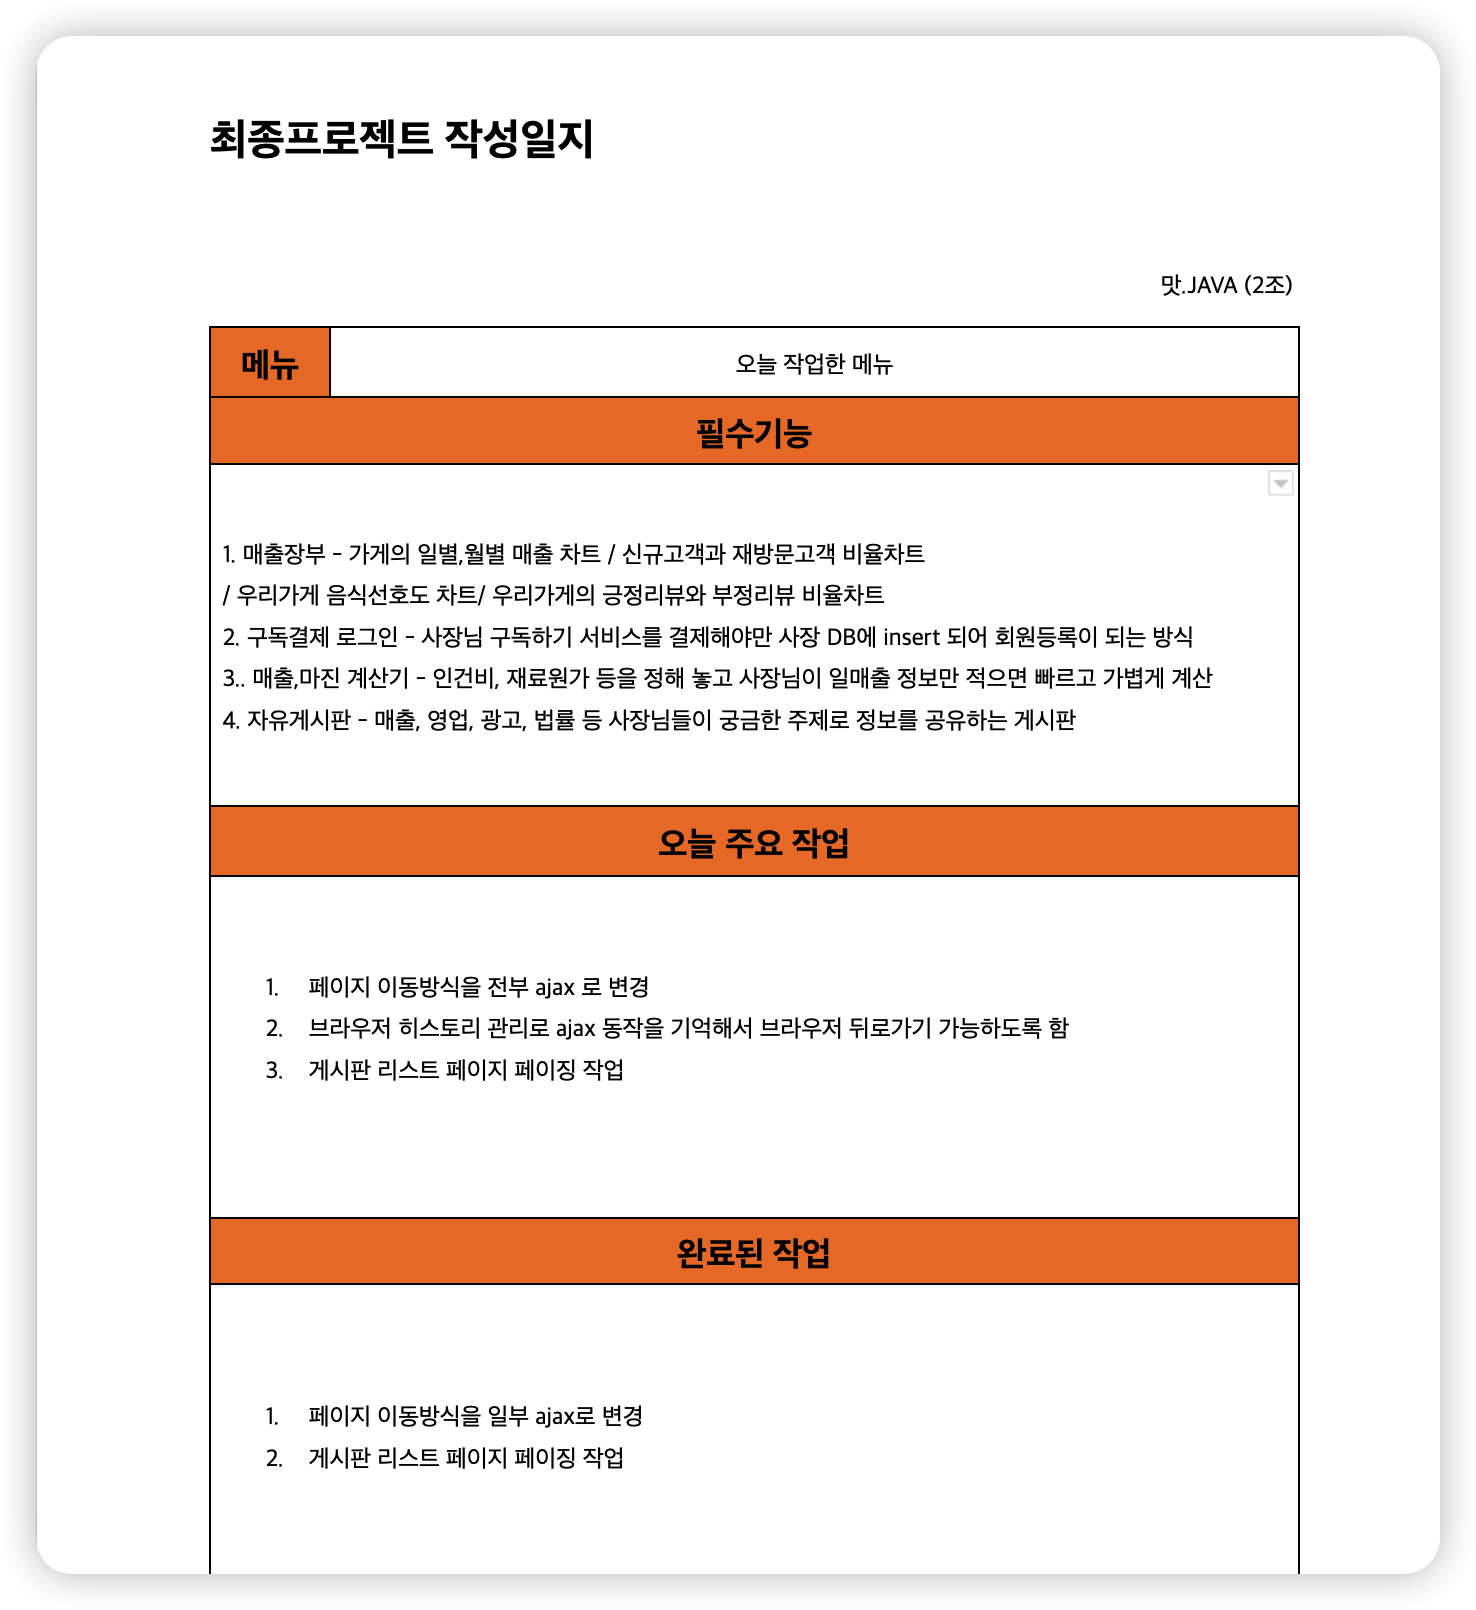 최종프로젝트 작성일지
맛.JAVA (2조)
메뉴
오늘 작업한 메뉴
필수기능
1. 매출장부 - 가게의 일별,월별 매출 차트 / 신규고객과 재방문고객 비율차트
/ 우리가게 음식선호도 차트/ 우리가게의 긍정리뷰와 부정리뷰 비율차트
2. 구독결제 로그인 - 사장님 구독하기 서비스를 결제해야만 사장 DB에 insert 되어 회원등록이 되는 방식
3.. 매출,마진 계산기 - 인건비, 재료원가 등을 정해 놓고 사장님이 일매출 정보만 적으면 빠르고 가볍게 계산
4. 자유게시판 - 매출, 영업, 광고, 법률 등 사장님들이 궁금한 주제로 정보를 공유하는 게시판
오늘 주요 작업
1. 페이지 이동방식을 전부 ajax 로 변경
2. 브라우저 히스토리 관리로 ajax 동작을 기억해서 브라우저 뒤로가기 가능하도록 함
3. 게시판 리스트 페이지 페이징 작업
완료된 작업
1. 페이지 이동방식을 일부 ajax로 변경
2. 게시판 리스트 페이지 페이징 작업